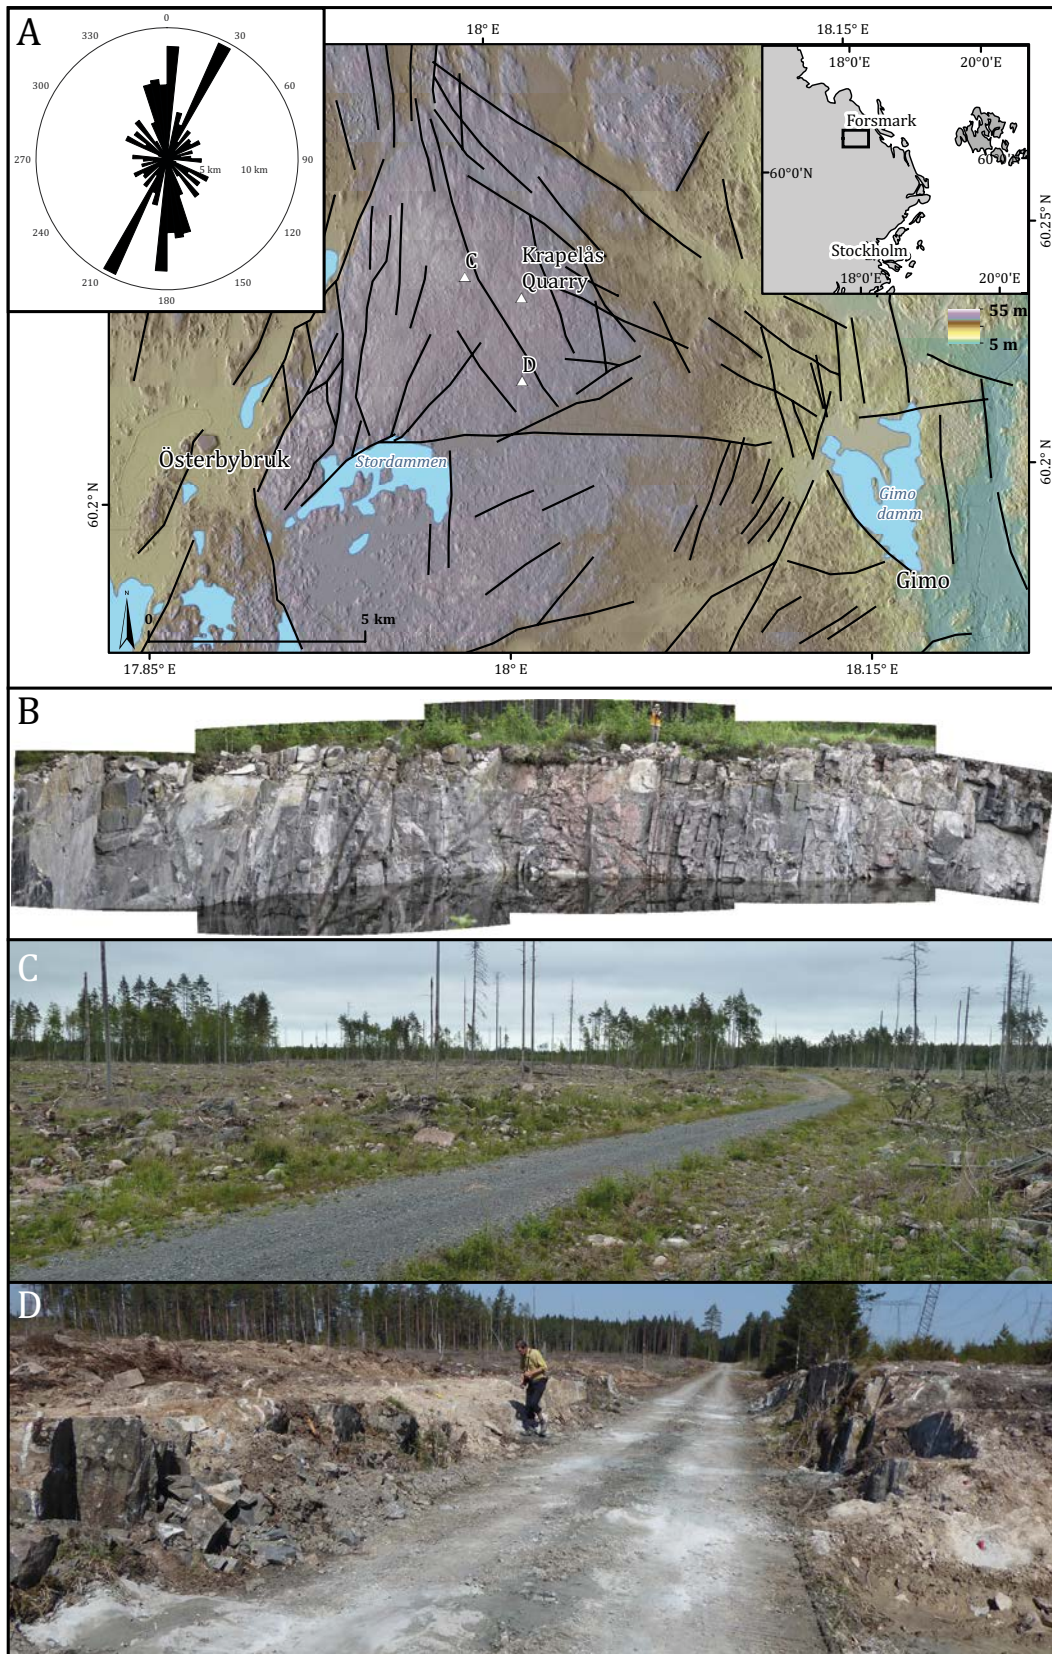 A
0
30
60
90
120
150
180
210
240
270
300
330
5 km
10 km
18° E
18.15° E
18°0'E
20°0'E
Forsmark
60°0'N
60°0'N
Stockholm
18°0'E
20°0'E
60.25° N
55 m
5 m
C
Krapelås
Quarry
D
Österbybruk
Stordammen
Gimo
damm
Gimo
60.2° N
60.2° N
N
0
5 km
17.85° E
18° E
18.15° E
B
C
D